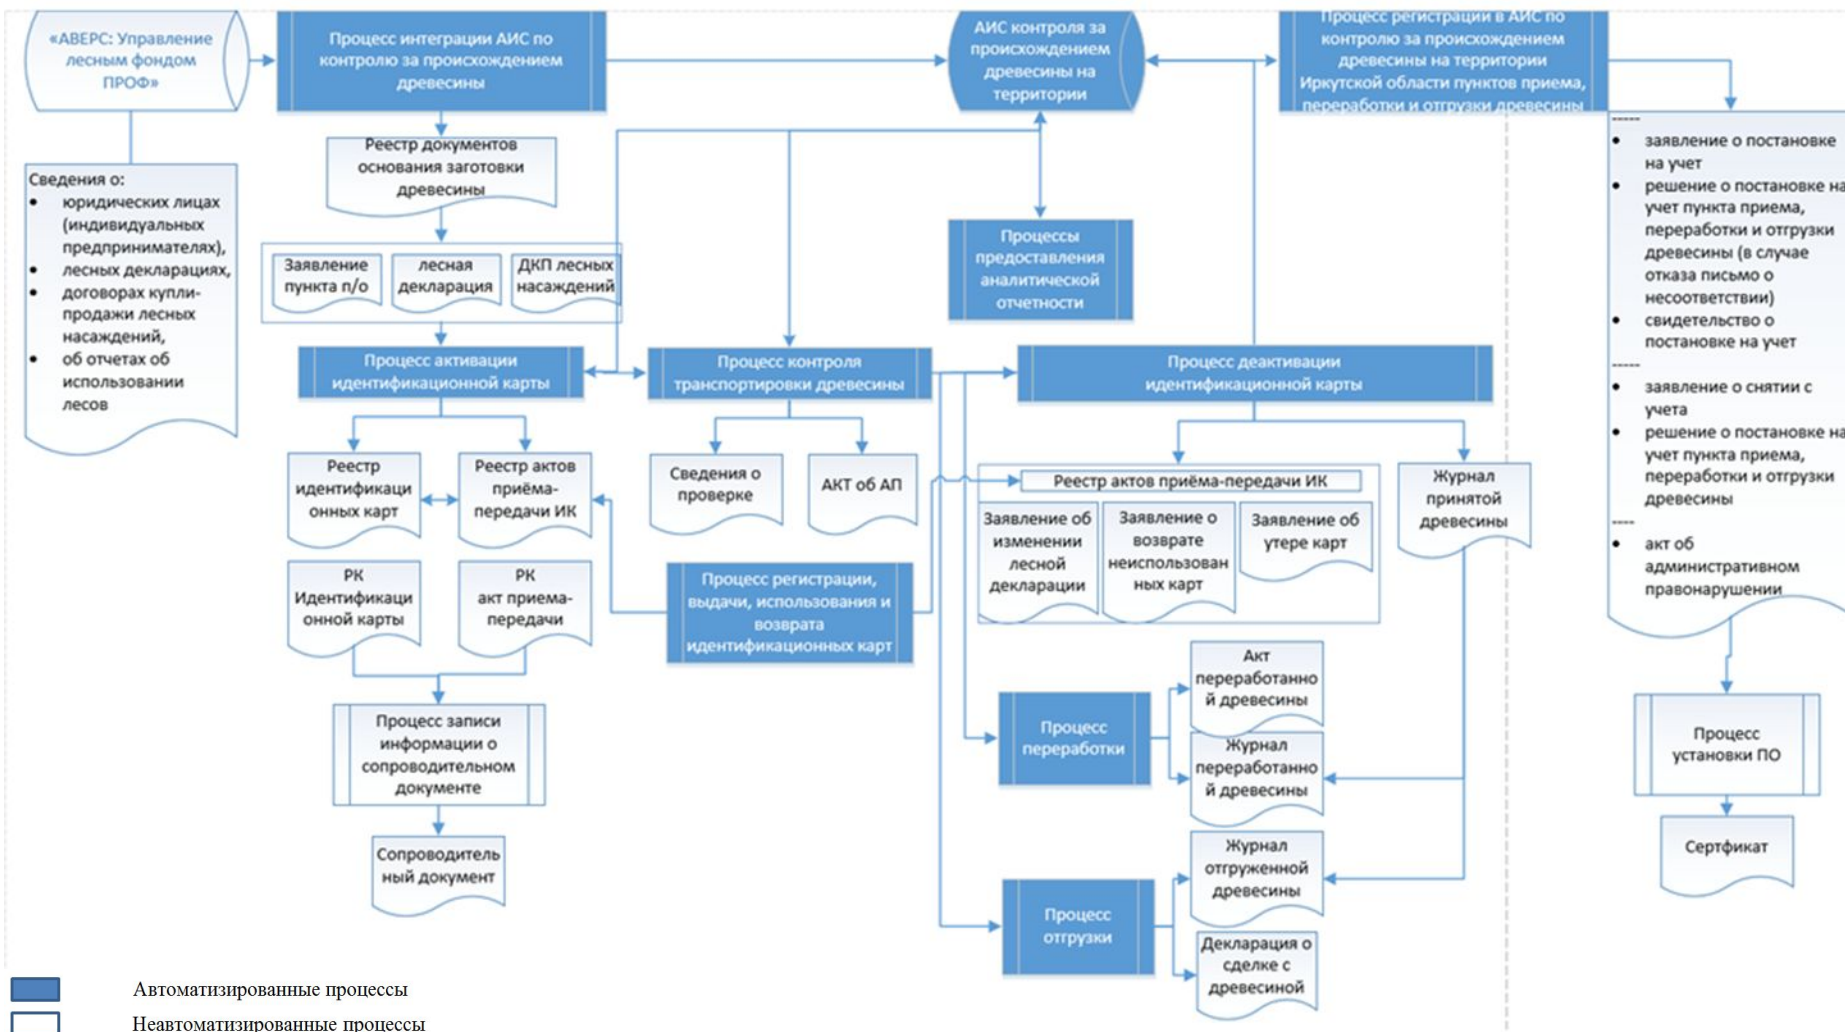 «АВЕРС: Управление
лесным фондом
ПРОФ»
Процесс интеграции АИС по
контролю за происхождением
древесины
АИС контроля за
происхождением
древесины на
территории
Процесс регистрации в АИС по
контролю за происхождением
древесины на территории
Иркутской области пунктов приема,
переработки и отгрузки древесины
Сведения о:
• юридических лицах
(индивидуальных
предпринимателях),
• лесных декларациях,
• договорах купли-
продажи лесных
насаждений,
• об отчетах об
использовании
лесов
Реестр документов
основания заготовки
древесины
Заявление
пункта п/о
лесная
декларация
ДКП лесных
насаждений
Процессы
предоставления
аналитической
отчетности
-----
• заявление о постановке
на учет
• решение о постановке на
учет пункта приема,
переработки и отгрузки
древесины (в случае
отказа письмо о
несоответствии)
• свидетельство о
постановке на учет
-----
• заявление о снятии с
учета
• решение о постановке на
учет пункта приема,
переработки и отгрузки
древесины
----
• акт об
административном
правонарушении
Процесс активации
идентификационной карты
Процесс контроля
транспортировки древесины
Процесс деактивации
идентификационной карты
Реестр
идентификаци
онных карт
Реестр актов
приёма-
передачи ИК
Сведения о
проверке
АКТ об АП
Реестр актов приёма-передачи ИК
Заявление об
изменении
лесной
декларации
Заявление о
возврате
неиспользован
ных карт
Заявление об
утере карт
Журнал
принятой
древесины
РК
Идентификаци
онной карты
РК
акт приема-
передачи
Процесс регистрации,
выдачи, использования и
возврата
идентификационных карт
Процесс записи
информации о
сопроводительном
документе
Сопроводитель
ный документ
Процесс
переработки
Акт
переработанно
й древесины
Журнал
переработанно
й древесины
Процесс
отгрузки
Журнал
отгруженной
древесины
Декларация о
сделке с
древесиной
Процесс
установки ПО
Сертфикат
Автоматизированные процессы
Неавтоматизированные процессы